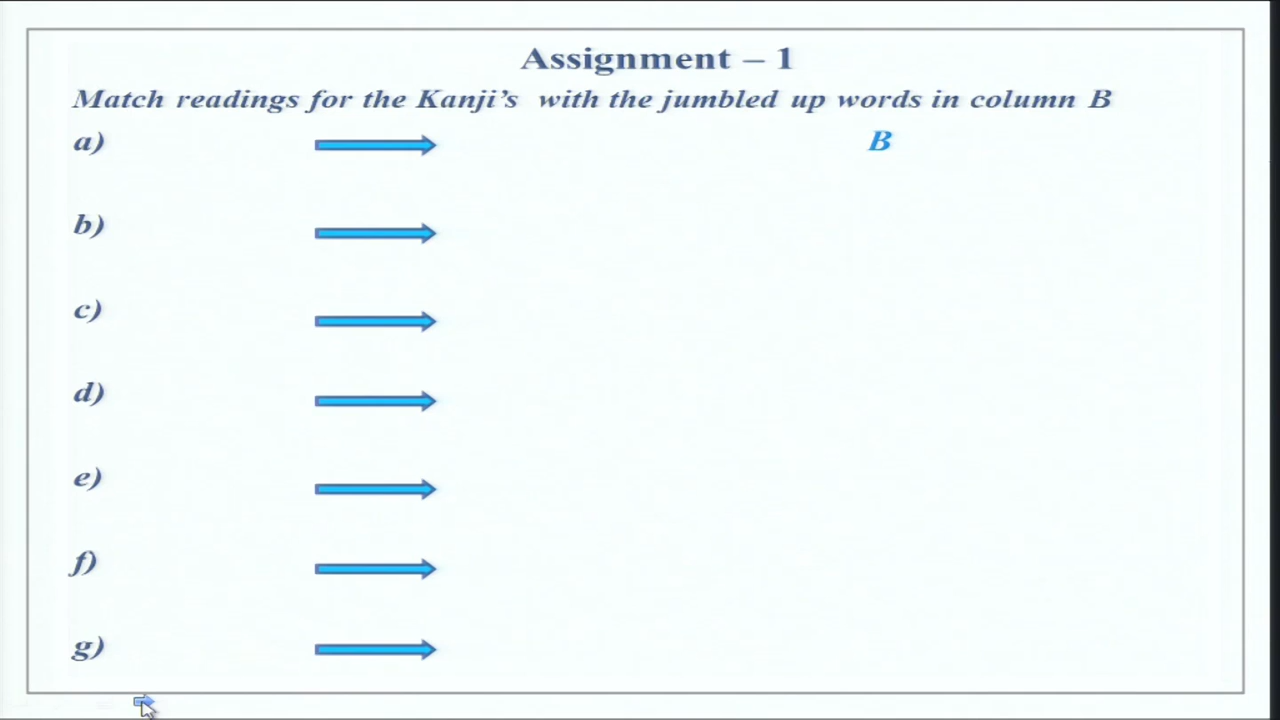 Assignment – 1
Match readings for the Kanji's with the jumbled up words in column B
a) B
b)
c)
d)
e)
f)
g)